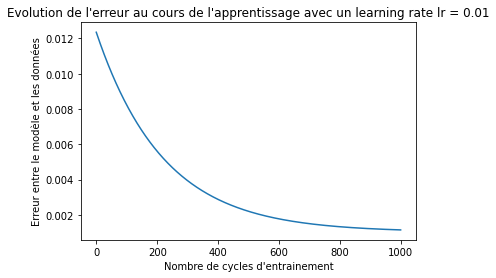 Evolution de l'erreur au cours de l'apprentissage avec un learning rate lr = 0.01
Erreur entre le modèle et les données
0.012
0.010
0.008
0.006
0.004
0.002
0 200 400 600 800 1000
Nombre de cycles d'entrainement